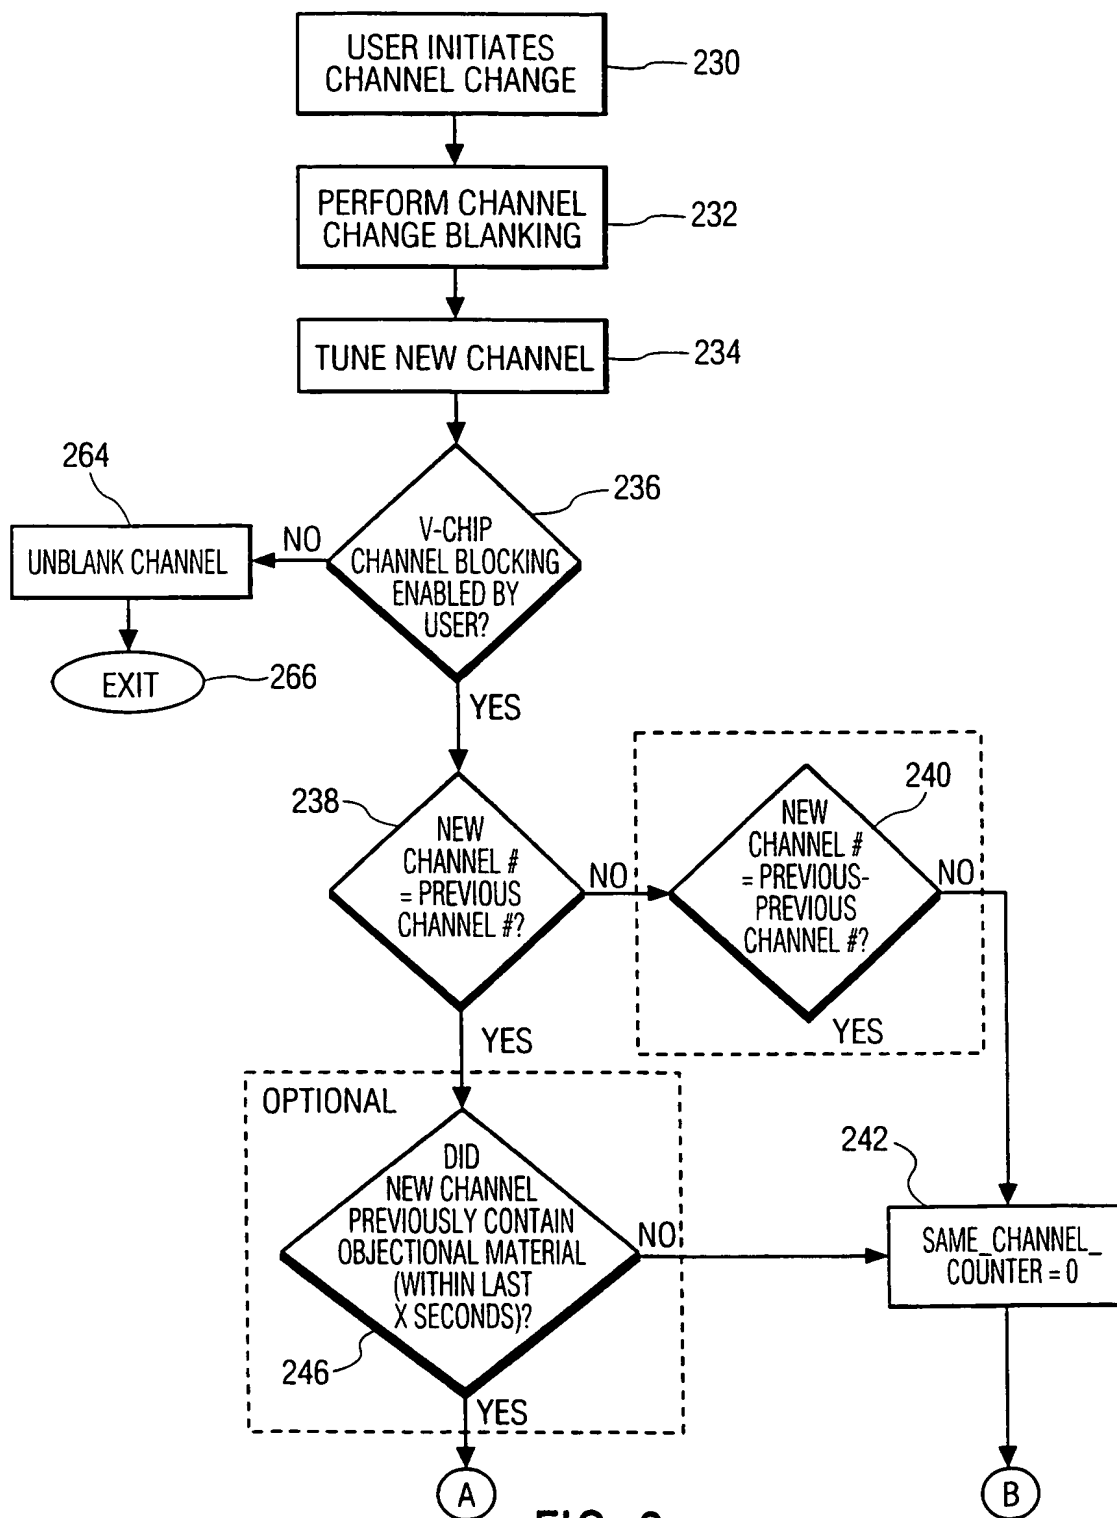 USER INITIATES
CHANNEL CHANGE
230
PERFORM CHANNEL
CHANGE BLANKING
232
TUNE NEW CHANNEL
234
264
236
UNBLANK CHANNEL
NO
V-CHIP
CHANNEL BLOCKING
ENABLED BY
USER?
EXIT
266
YES
238
NEW
CHANNEL #
= PREVIOUS
CHANNEL #?
NO
240
NEW
CHANNEL #
= PREVIOUS-
PREVIOUS
CHANNEL #?
NO
YES
YES
OPTIONAL
DID
NEW CHANNEL
PREVIOUSLY CONTAIN
OBJECTIONAL MATERIAL
(WITHIN LAST
X SECONDS)?
NO
246
YES
242
SAME_CHANNEL_
COUNTER = 0
A
B